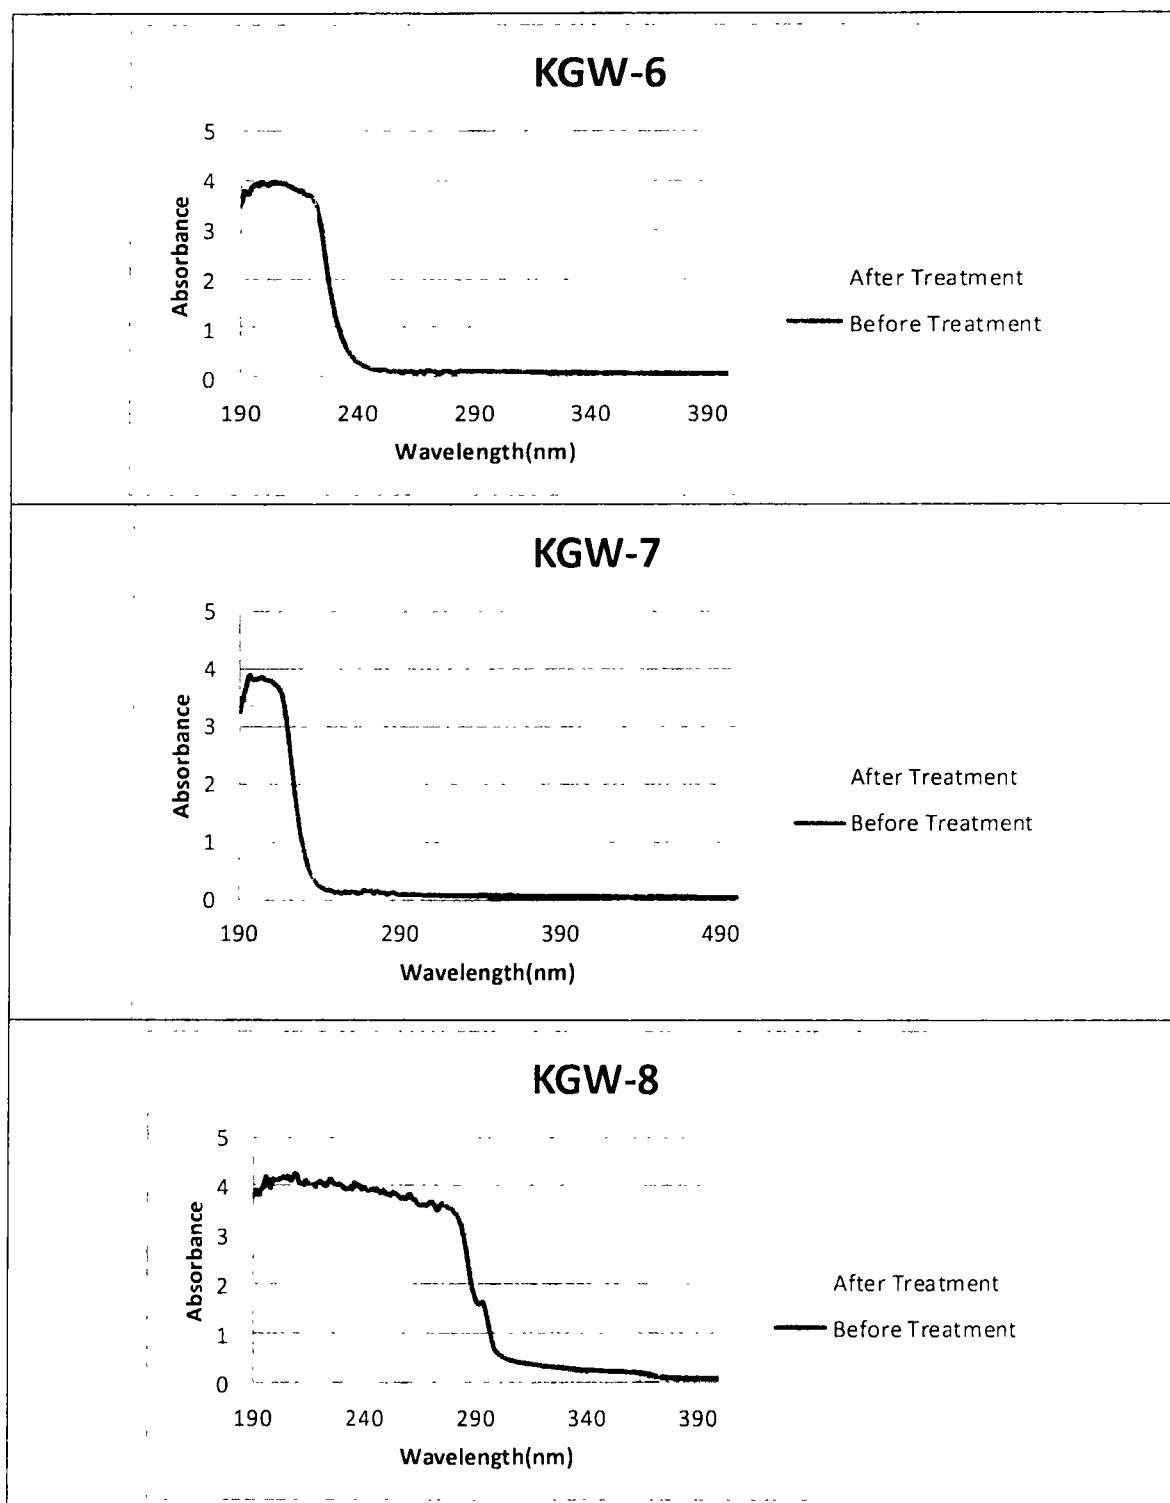 KGW-6
5
4
3
2
1
0
Absorbance
190 240 290 340 390
Wavelength(nm)
After Treatment
Before Treatment
KGW-7
5
4
3
2
1
0
Absorbance
190 290 390 490
Wavelength(nm)
After Treatment
Before Treatment
KGW-8
5
4
3
2
1
0
Absorbance
190 240 290 340 390
Wavelength(nm)
After Treatment
Before Treatment